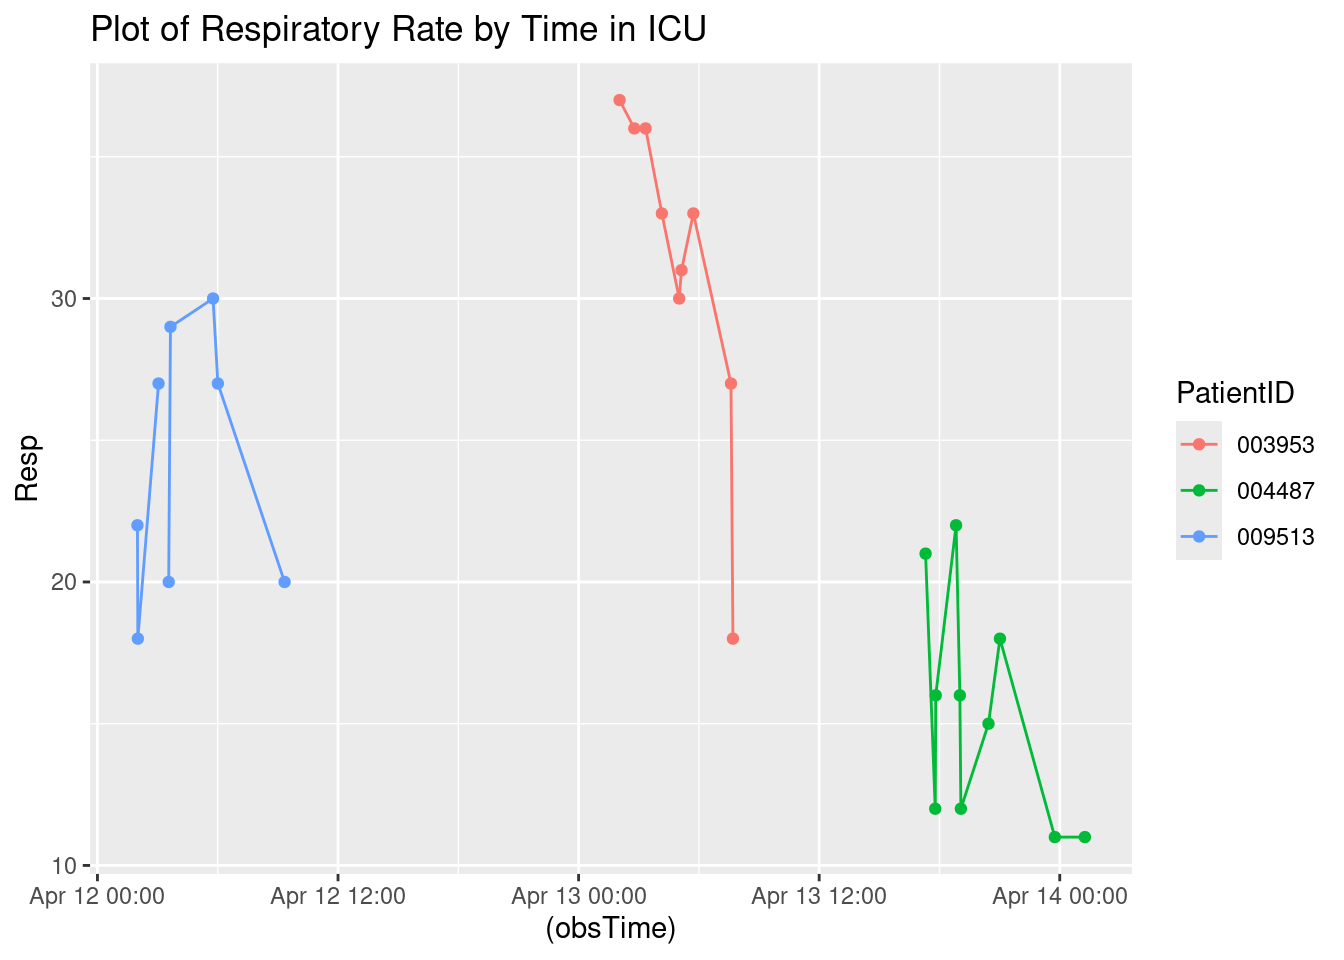 Plot of Respiratory Rate by Time in ICU
Resp
30
20
10
Apr 12 00:00 Apr 12 12:00 Apr 13 00:00 Apr 13 12:00 Apr 14 00:00
(obsTime)
PatientID
003953
004487
009513